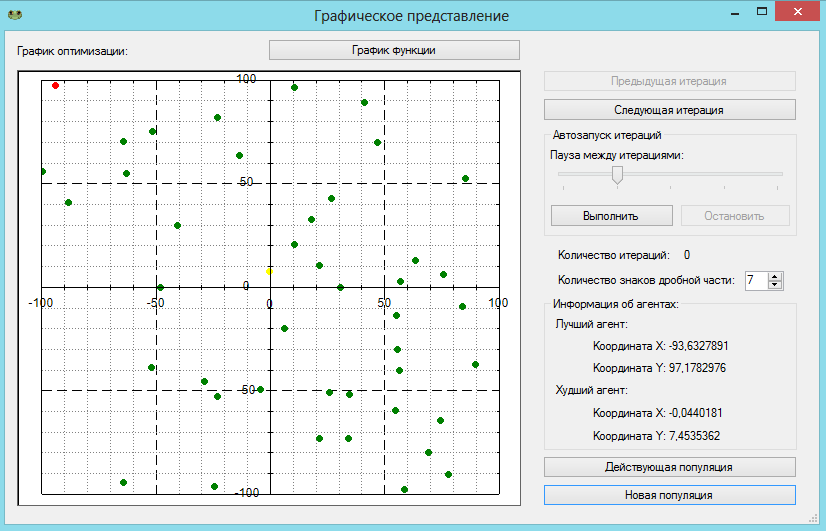 Графическое представление
График оптимизации:
График функции
100
50
0
-100
-50
0
50
100
-50
-100
Предыдущая итерация
Следующая итерация
Автозапуск итераций
Пауза между итерациями:
Выполнить
Остановить
Количество итераций: 0
Количество знаков дробной части: 7
Информация об агентах:
Лучший агент:
Координата X: -93,6327891
Координата Y: 97,1782976
Худший агент:
Координата X: -0,0440181
Координата Y: 7,4535362
Действующая популяция
Новая популяция